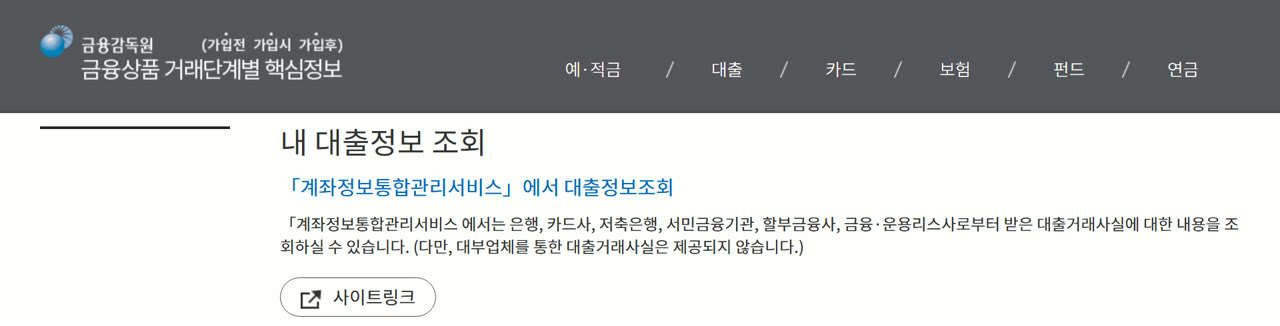 금융감독원 (가입전 가입시 가입후)
금융상품 거래단계별 핵심정보
예·적금 / 대출 / 카드 / 보험 / 펀드 / 연금
내 대출정보 조회
「계좌정보통합관리서비스」에서 대출정보조회
「계좌정보통합관리서비스 에서는 은행, 카드사, 저축은행, 서민금융기관, 할부금융사, 금융·운용리스사로부터 받은 대출거래사실에 대한 내용을 조
회하실 수 있습니다. (다만, 대부업체를 통한 대출거래사실은 제공되지 않습니다.)
사이트링크